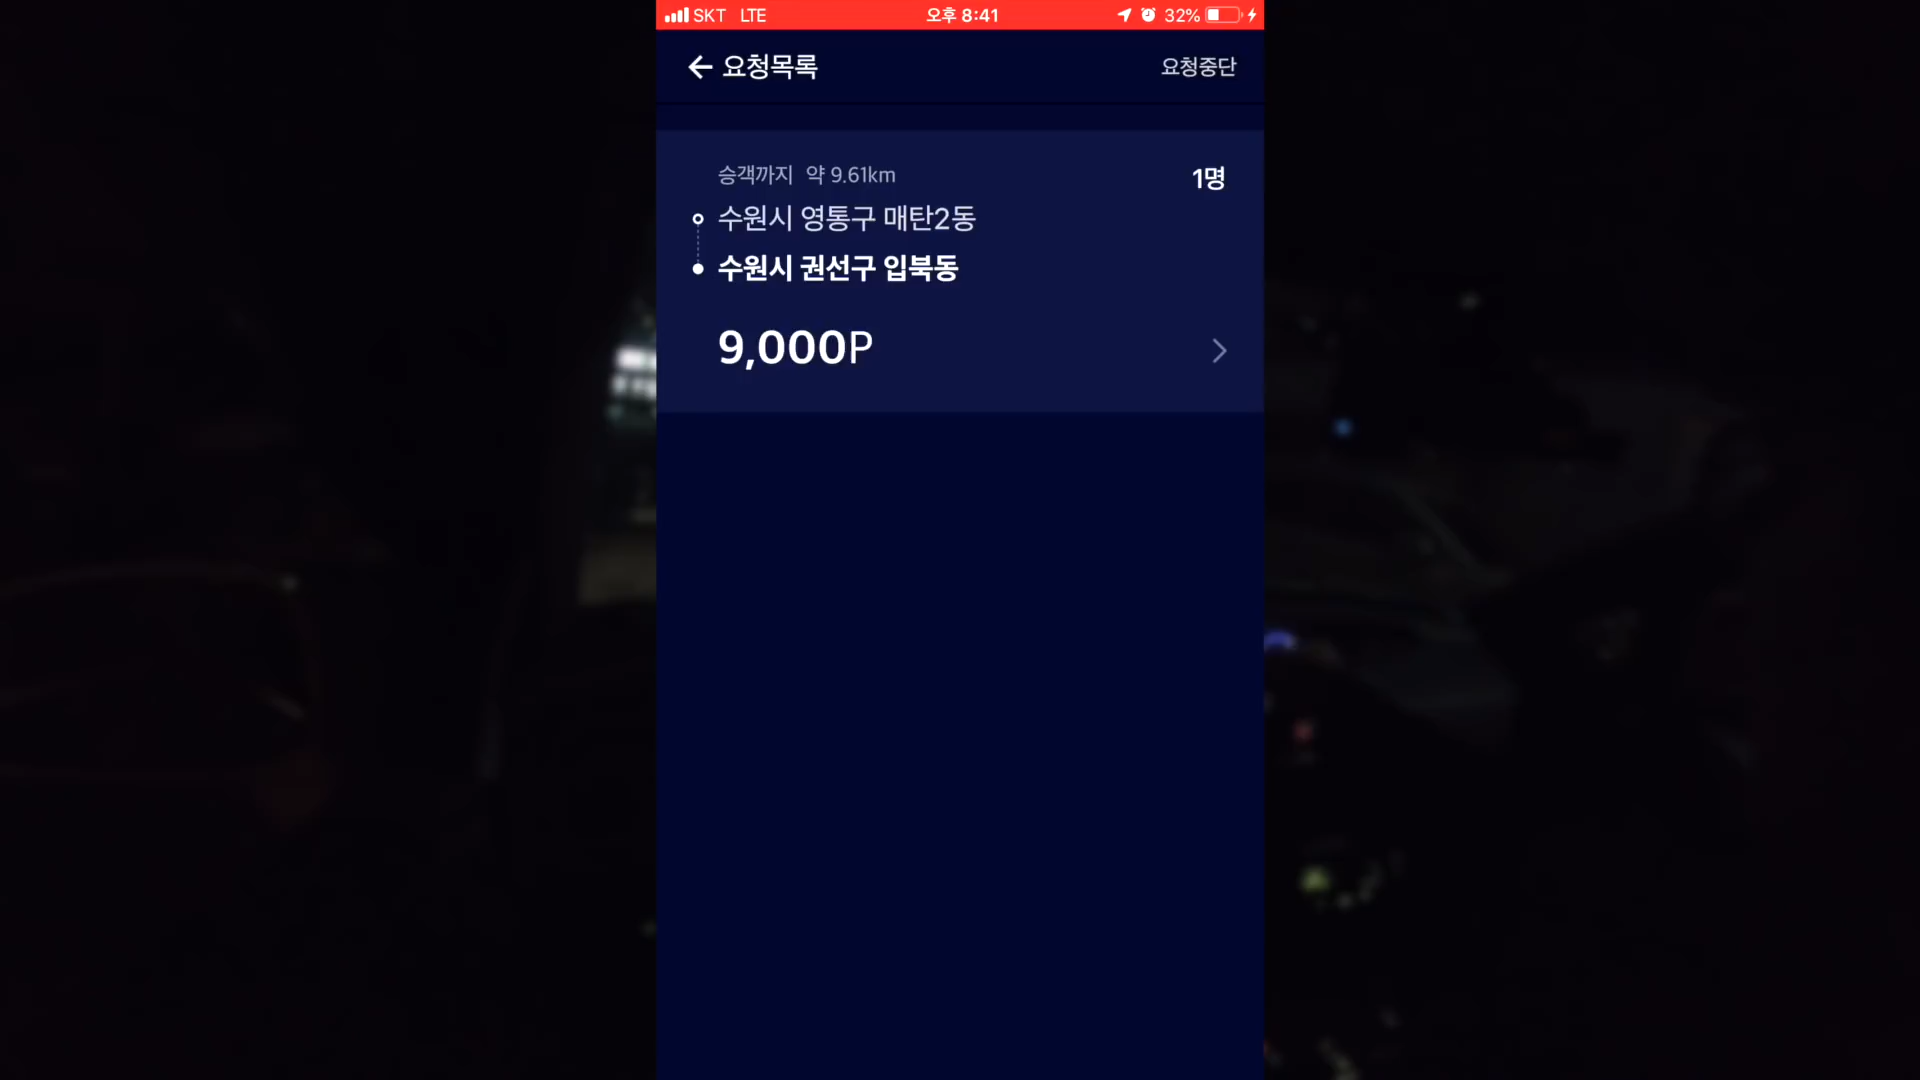 SKT LTE 오후 8:41 32%
요청목록 요청중단
승객까지 약 9.61km 1명
수원시 영통구 매탄2동
수원시 권선구 입북동
9,000P